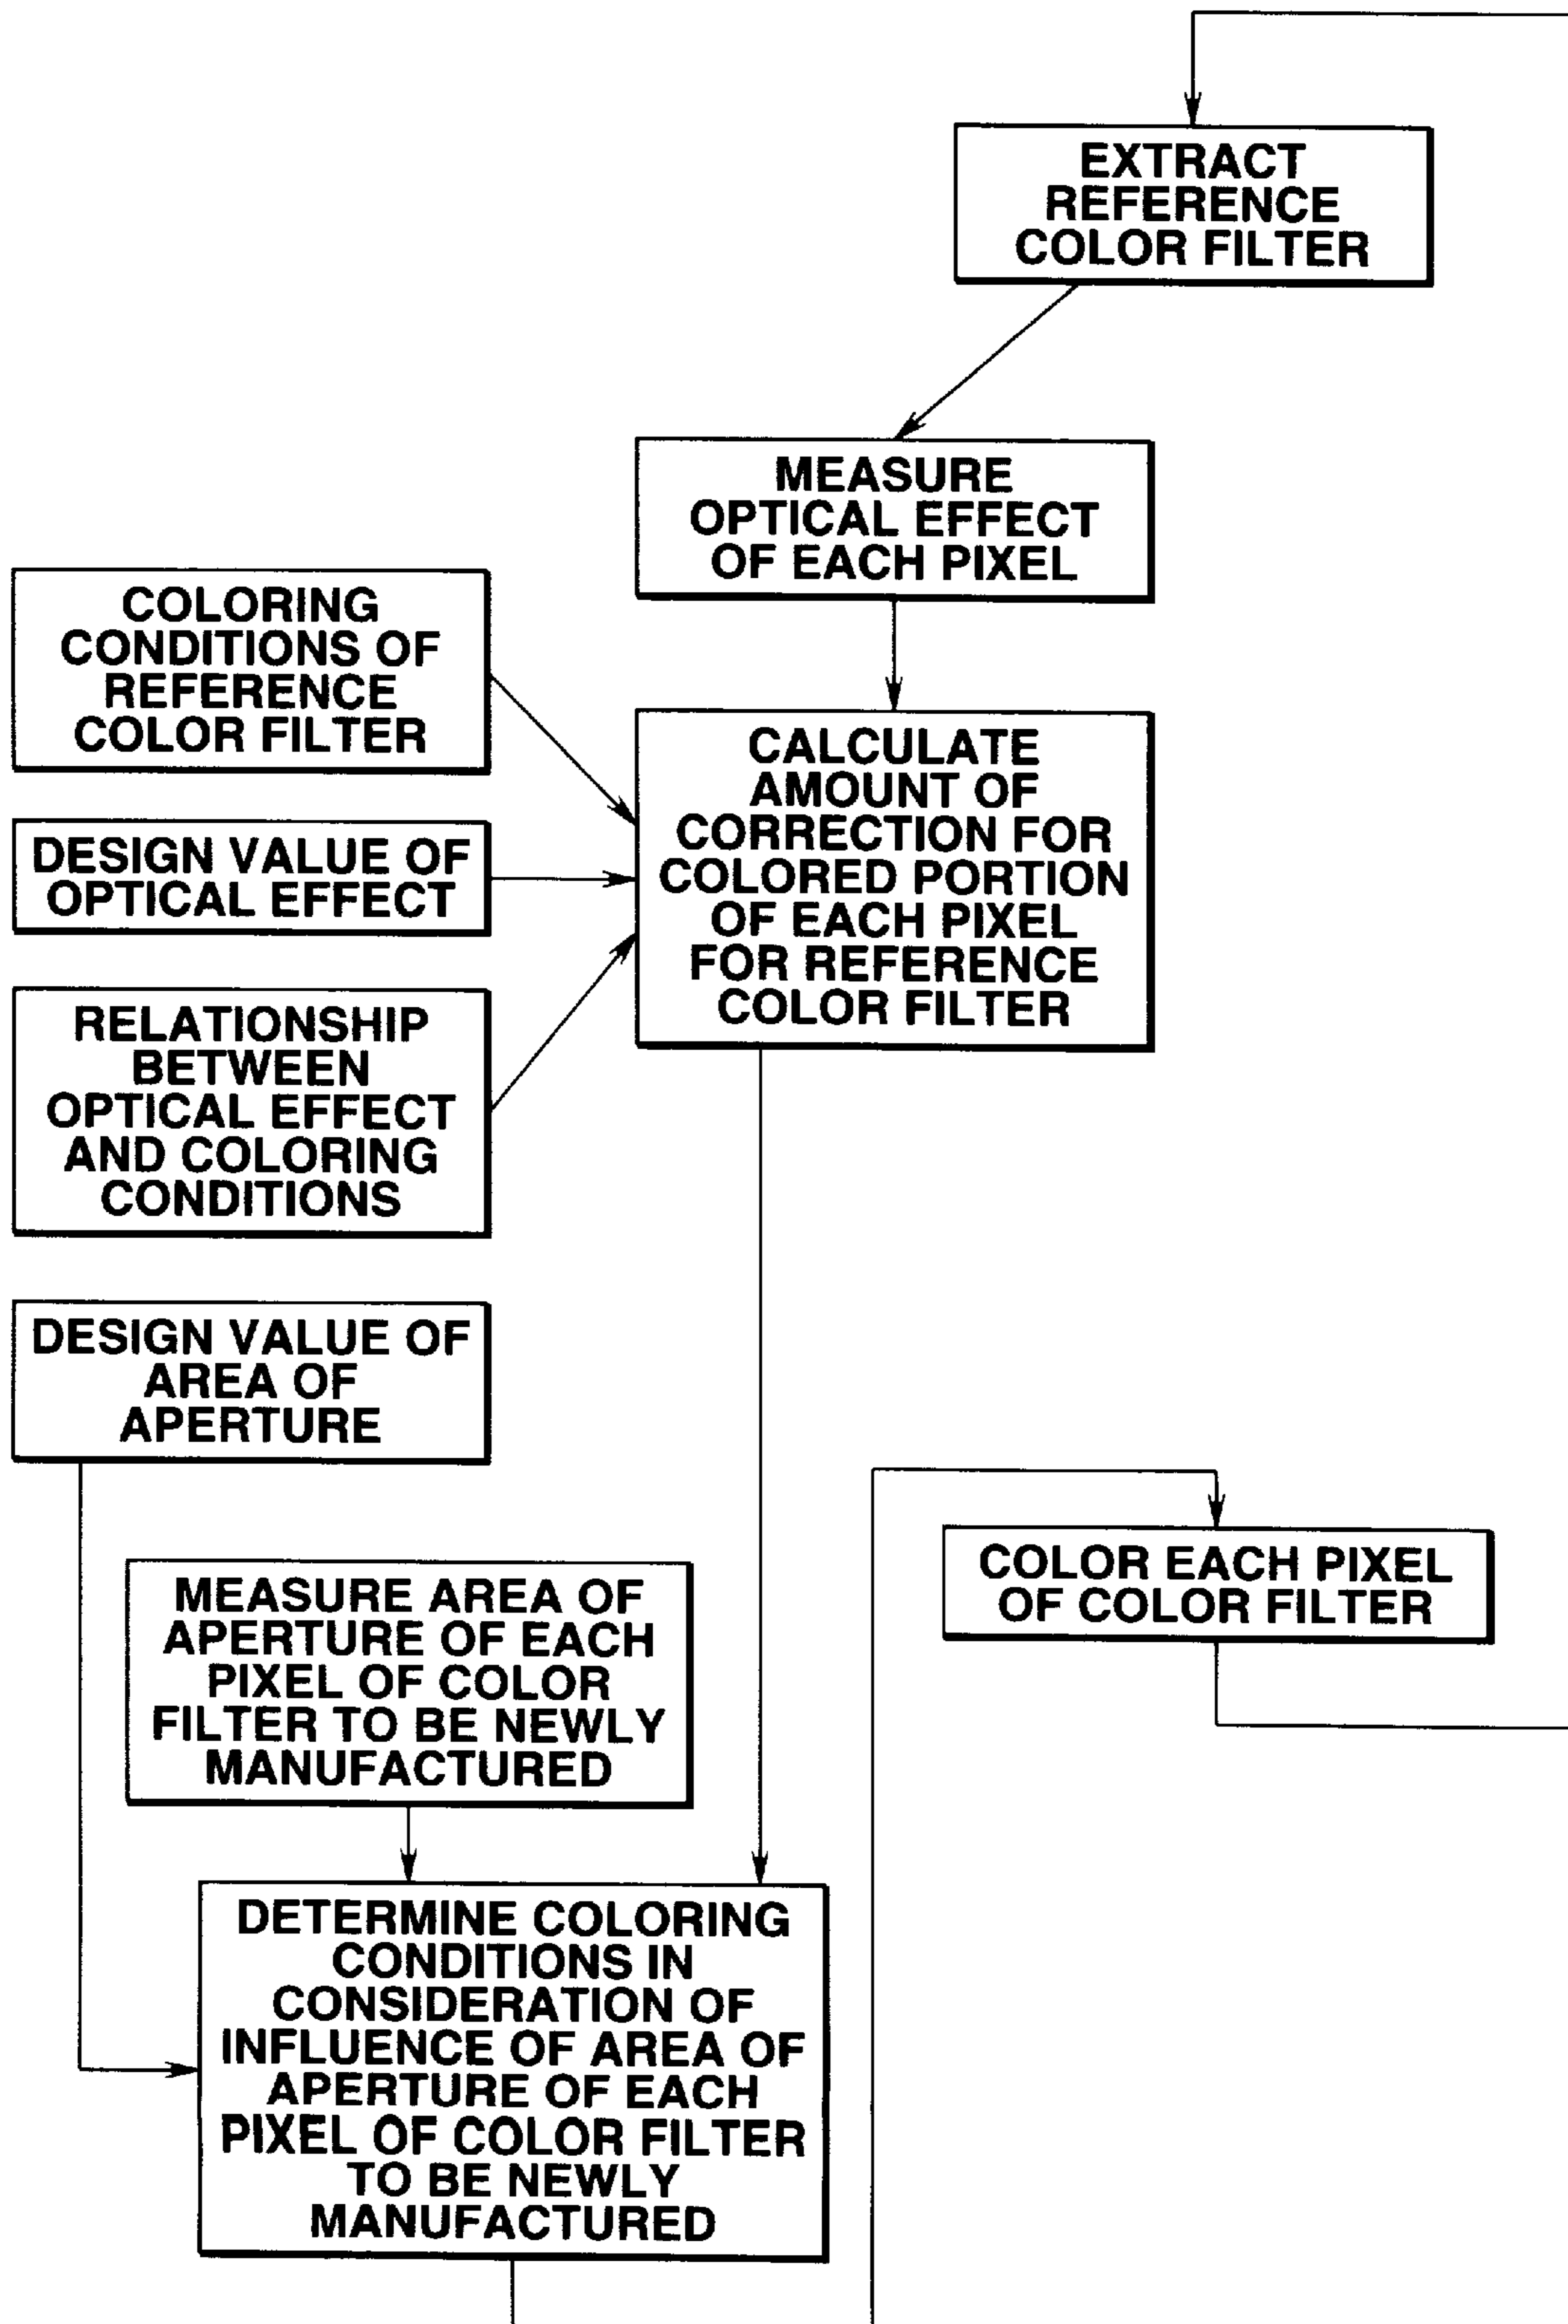 EXTRACT
REFERENCE
COLOR FILTER
MEASURE
OPTICAL EFFECT
OF EACH PIXEL
COLORING
CONDITIONS OF
REFERENCE
COLOR FILTER
CALCULATE
AMOUNT OF
CORRECTION FOR
COLORED PORTION
OF EACH PIXEL
FOR REFERENCE
COLOR FILTER
DESIGN VALUE OF
OPTICAL EFFECT
RELATIONSHIP
BETWEEN
OPTICAL EFFECT
AND COLORING
CONDITIONS
DESIGN VALUE OF
AREA OF
APERTURE
COLOR EACH PIXEL
OF COLOR FILTER
MEASURE AREA OF
APERTURE OF EACH
PIXEL OF COLOR
FILTER TO BE NEWLY
MANUFACTURED
DETERMINE COLORING
CONDITIONS IN
CONSIDERATION OF
INFLUENCE OF AREA OF
APERTURE OF EACH
PIXEL OF COLOR FILTER
TO BE NEWLY
MANUFACTURED